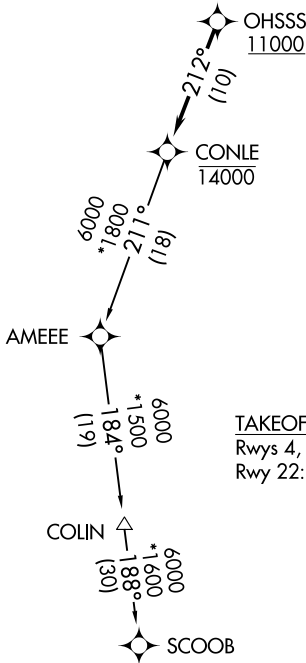 OHSSS
11000
212°
(10)
CONLE
14000
6000
*1800
211°
(18)
AMEEE
6000
*1500
184°
(19)
TAKEOF
Rwys 4,
Rwy 22:
COLIN
6000
*1600
188°
(30)
SCOOB